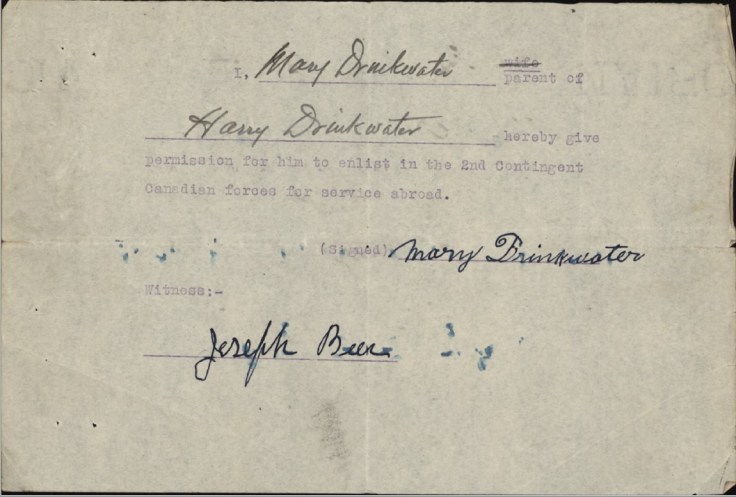 wife
I, Mary Drinkwater parent of
Harry Drinkwater hereby give
permission for him to enlist in the 2nd Contingent
Canadian forces for service abroad.
(Signed) Mary Drinkwater
Witness:-
Joseph Beer